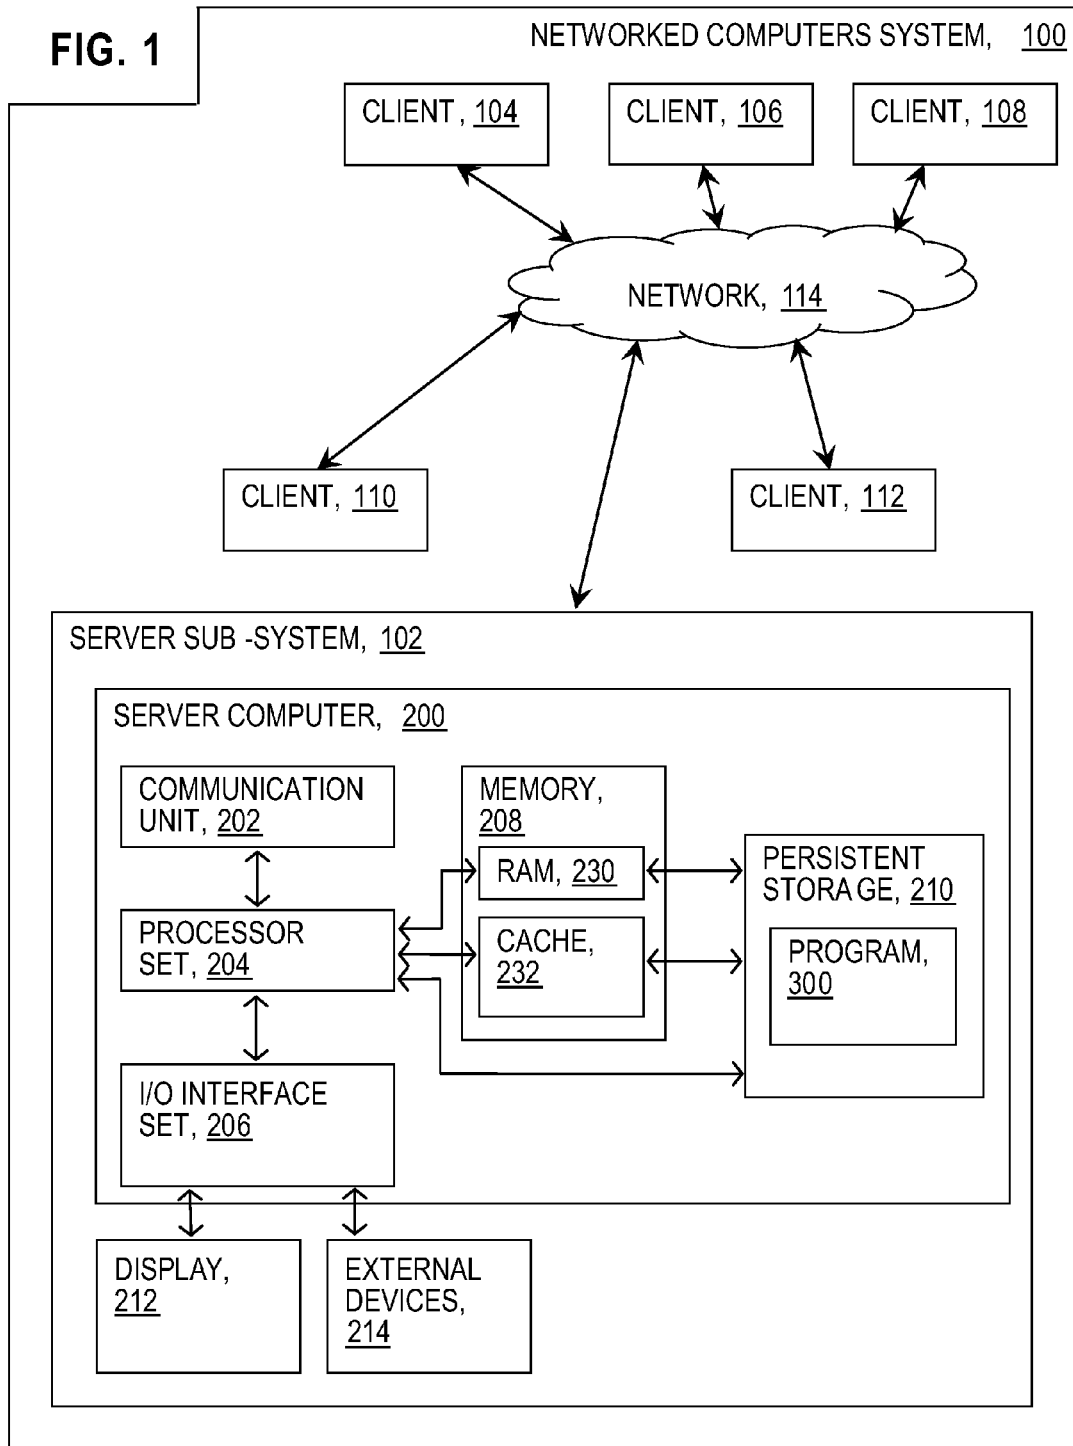 FIG. 1
NETWORKED COMPUTERS SYSTEM, 100
CLIENT, 104
CLIENT, 106
CLIENT, 108
NETWORK, 114
CLIENT, 110
CLIENT, 112
SERVER SUB -SYSTEM, 102
SERVER COMPUTER, 200
COMMUNICATION
UNIT, 202
MEMORY,
208
RAM, 230
PERSISTENT
STORAGE, 210
PROCESSOR
SET, 204
CACHE,
232
PROGRAM,
300
I/O INTERFACE
SET, 206
DISPLAY,
212
EXTERNAL
DEVICES,
214